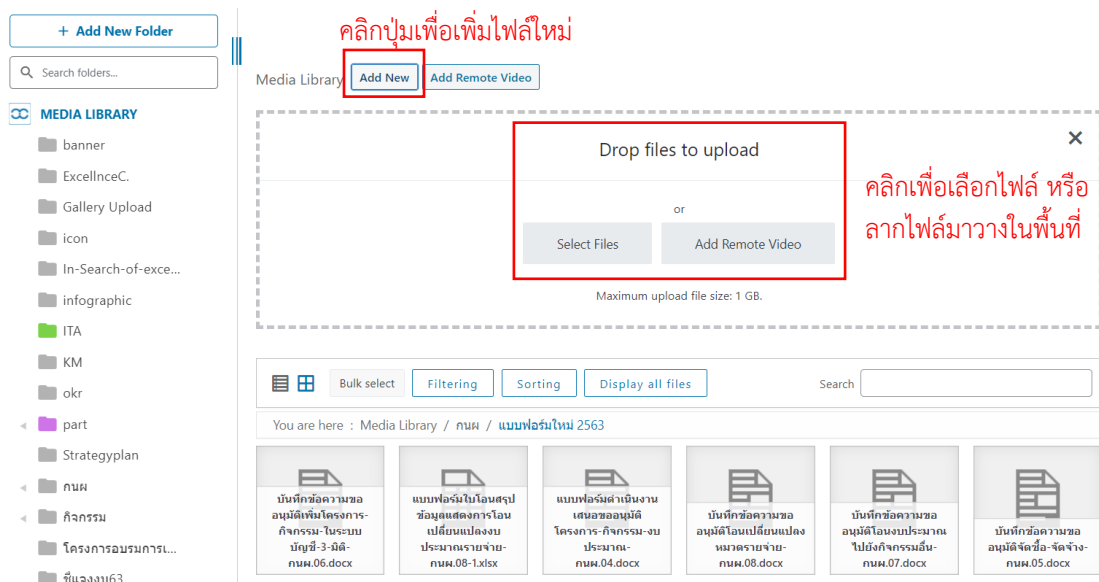 + Add New Folder
Search folders...
MEDIA LIBRARY
banner
ExcellnceC.
Gallery Upload
icon
In-Search-of-exce...
infographic
ITA
KM
okr
part
Strategyplan
กนผ
กิจกรรม
โครงการอบรมการเ...
ชี้แจงงบ63
คลิกปุ่มเพื่อเพิ่มไฟล์ใหม่
Media Library Add New Add Remote Video
Drop files to upload
or
Select Files Add Remote Video
Maximum upload file size: 1 GB.
คลิกเพื่อเลือกไฟล์ หรือ
ลากไฟล์มาวางในพื้นที่
Bulk select Filtering Sorting Display all files Search
You are here : Media Library / กนผ / แบบฟอร์มใหม่ 2563
บันทึกข้อความขอ
อนุมัติเพิ่มโครงการ-
กิจกรรม-ในระบบ
บัญชี-3-มิติ-
กนผ.06.docx
แบบฟอร์มใบโอนสรุป
ข้อมูลแสดงการโอน
เปลี่ยนแปลงงบ
ประมาณรายจ่าย-
กนผ.08-1.xlsx
แบบฟอร์มดำเนินงาน
เสนอขออนุมัติ
โครงการ-กิจกรรม-งบ
ประมาณ-
กนผ.04.docx
บันทึกข้อความขอ
อนุมัติโอนเปลี่ยนแปลง
หมวดรายจ่าย-
กนผ.08.docx
บันทึกข้อความขอ
อนุมัติโอนงบประมาณ
ไปยังกิจกรรมอื่น-
กนผ.07.docx
บันทึกข้อความขอ
อนุมัติจัดซื้อ-จัดจ้าง-
กนผ.05.docx